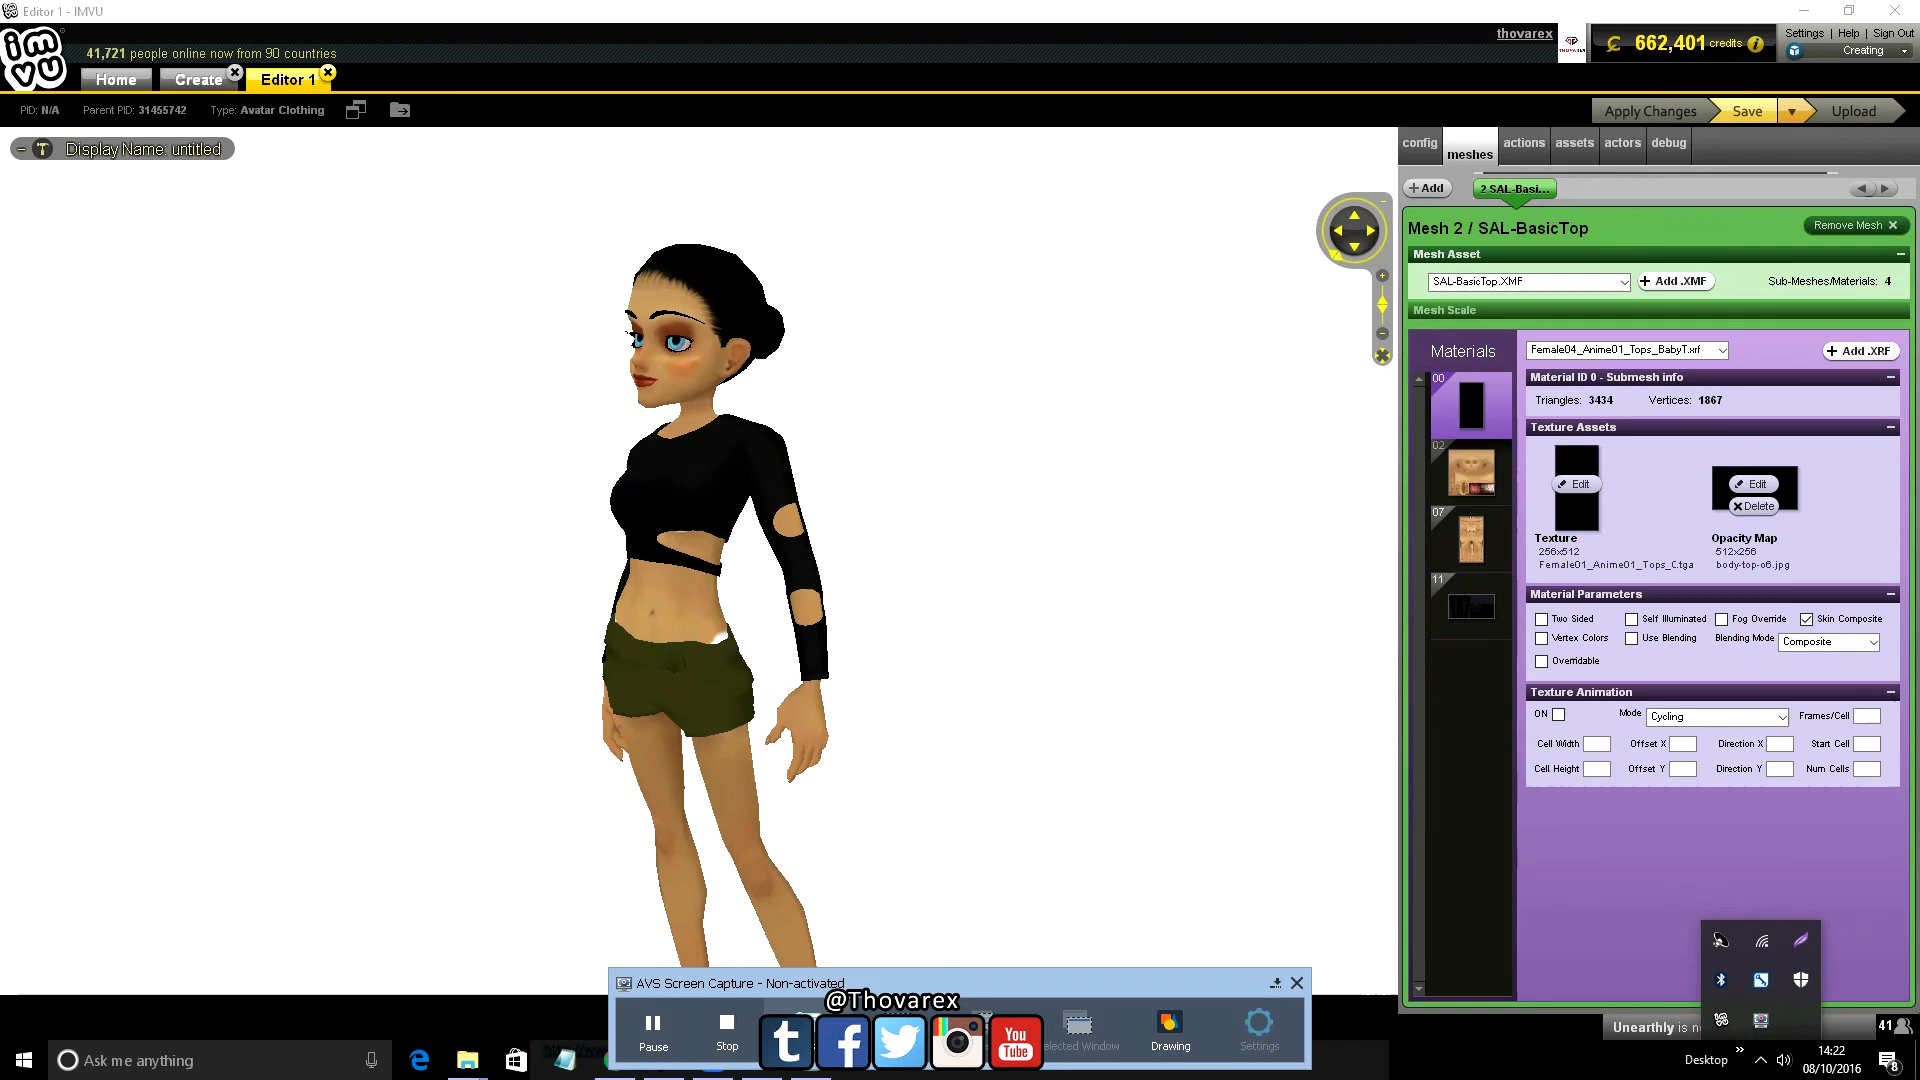 Editor 1 - IMVU
imvu
41,721 people online now from 90 countries
thovarex
662,401 credits
Settings | Help | Sign Out
Creating
Home
Create
Editor 1
PID: N/A
Parent PID: 31455742
Type: Avatar Clothing
Apply Changes
Save
Upload
Display Name: untitled
config
meshes
actions
assets
actors
debug
+ Add
2 SAL-Basi...
Mesh 2 / SAL-BasicTop
Remove Mesh
Mesh Asset
SAL-BasicTop.XMF
+ Add .XMF
Sub-Meshes/Materials: 4
Mesh Scale
Materials
Female04_Anime01_Tops_BabyT.xrf
+ Add .XRF
00
Material ID 0 - Submesh info
Triangles: 3434
Vertices: 1867
Texture Assets
02
Edit
Edit
Delete
07
Texture
Opacity Map
256x512
512x256
Female01_Anime01_Tops_C.tga
body-top-o6.jpg
11
Material Parameters
Two Sided
Self Illuminated
Fog Override
Skin Composite
Vertex Colors
Use Blending
Blending Mode
Composite
Overridable
Texture Animation
ON
Mode
Cycling
Frames/Cell
Cell Width
Offset X
Direction X
Start Cell
Cell Height
Offset Y
Direction Y
Num Cells
AVS Screen Capture - Non-activated
@Thovarex
Pause
Stop
t
f
You
Tube
elected Window
Drawing
Settings
Unearthly is n
41
Ask me anything
Desktop
14:22
08/10/2016
8